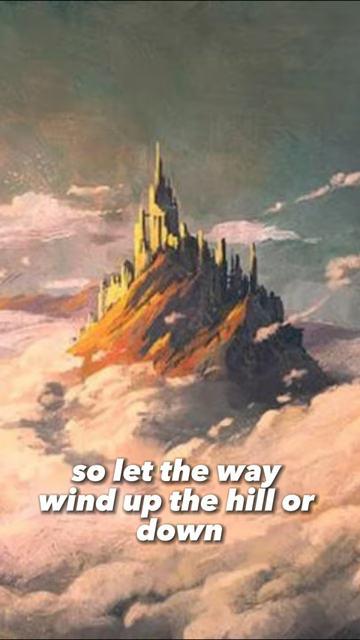 so let the way
wind up the hill or
down